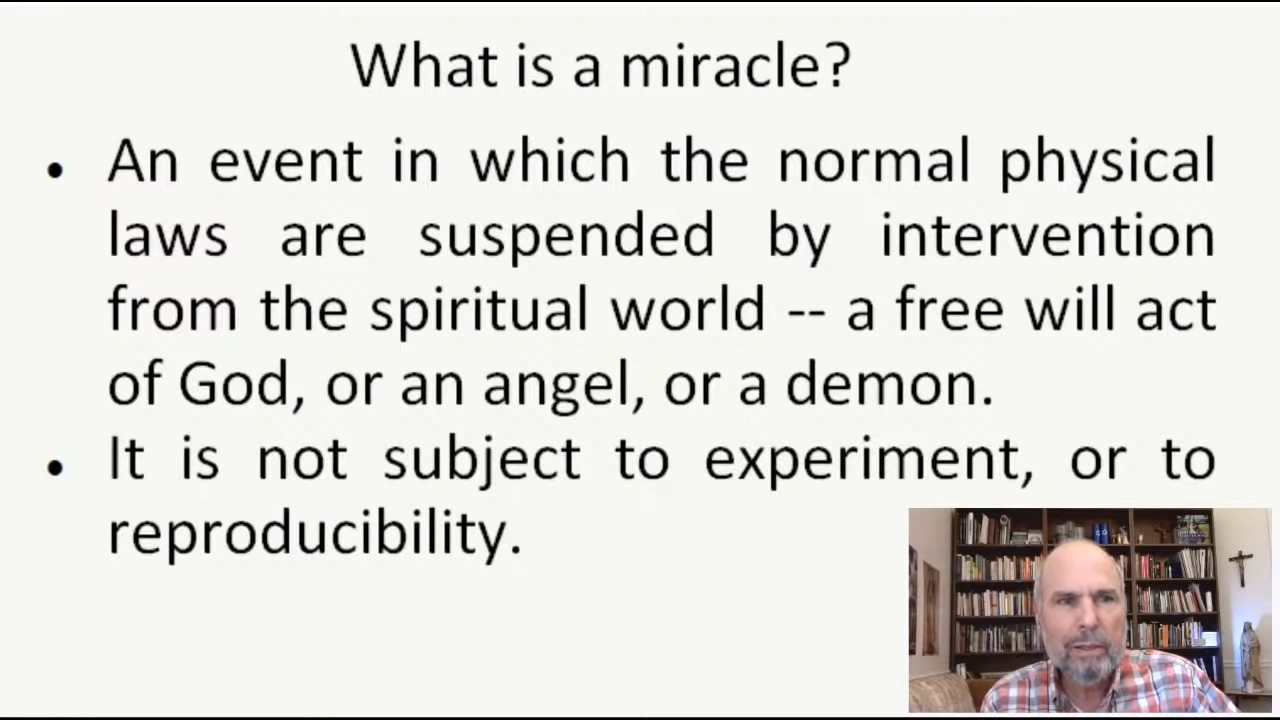 What is a miracle?
• An event in which the normal physical
laws are suspended by intervention
from the spiritual world -- a free will act
of God, or an angel, or a demon.
• It is not subject to experiment, or to
reproducibility.